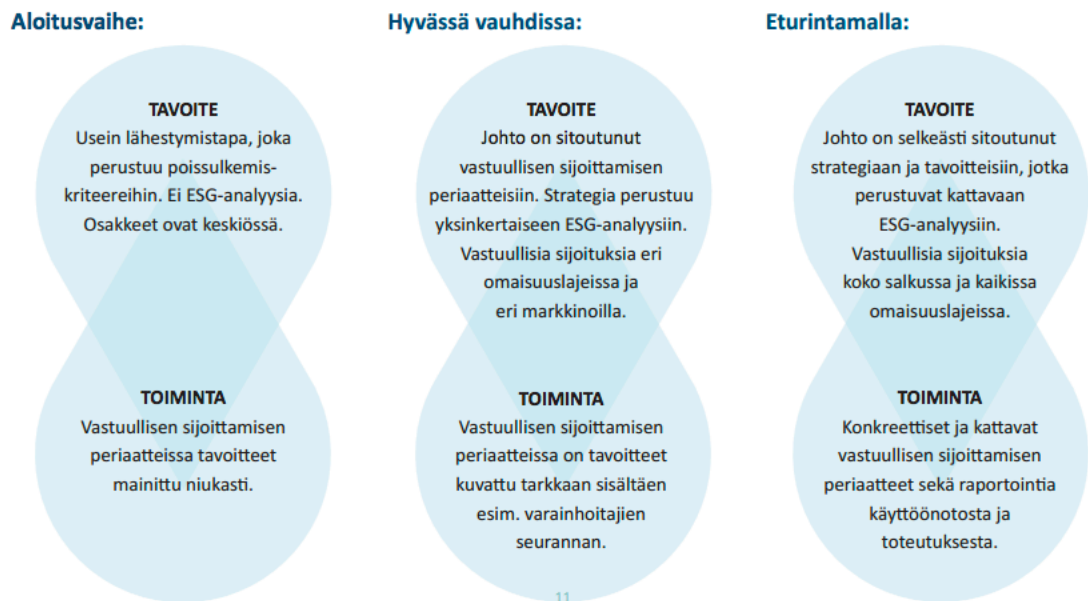 Aloitusvaihe:
TAVOITE
Usein lähestymistapa, joka
perustuu poissulkemis-
kriteereihin. Ei ESG-analyysia.
Osakkeet ovat keskiössä.
TOIMINTA
Vastuullisen sijoittamisen
periaatteissa tavoitteet
mainittu niukasti.
Hyvässä vauhdissa:
TAVOITE
Johto on sitoutunut
vastuullisen sijoittamisen
periaatteisiin. Strategia perustuu
yksinkertaiseen ESG-analyysiin.
Vastuullisia sijoituksia eri
omaisuuslajeissa ja
eri markkinoilla.
TOIMINTA
Vastuullisen sijoittamisen
periaatteissa on tavoitteet
kuvattu tarkkaan sisältäen
esim. varainhoitajien
seurannan.
Eturintamalla:
TAVOITE
Johto on selkeästi sitoutunut
strategiaan ja tavoitteisiin, jotka
perustuvat kattavaan
ESG-analyysiin.
Vastuullisia sijoituksia
koko salkussa ja kaikissa
omaisuuslajeissa.
TOIMINTA
Konkreettiset ja kattavat
vastuullisen sijoittamisen
periaatteet sekä raportointia
käyttöönotosta ja
toteutuksesta.
11